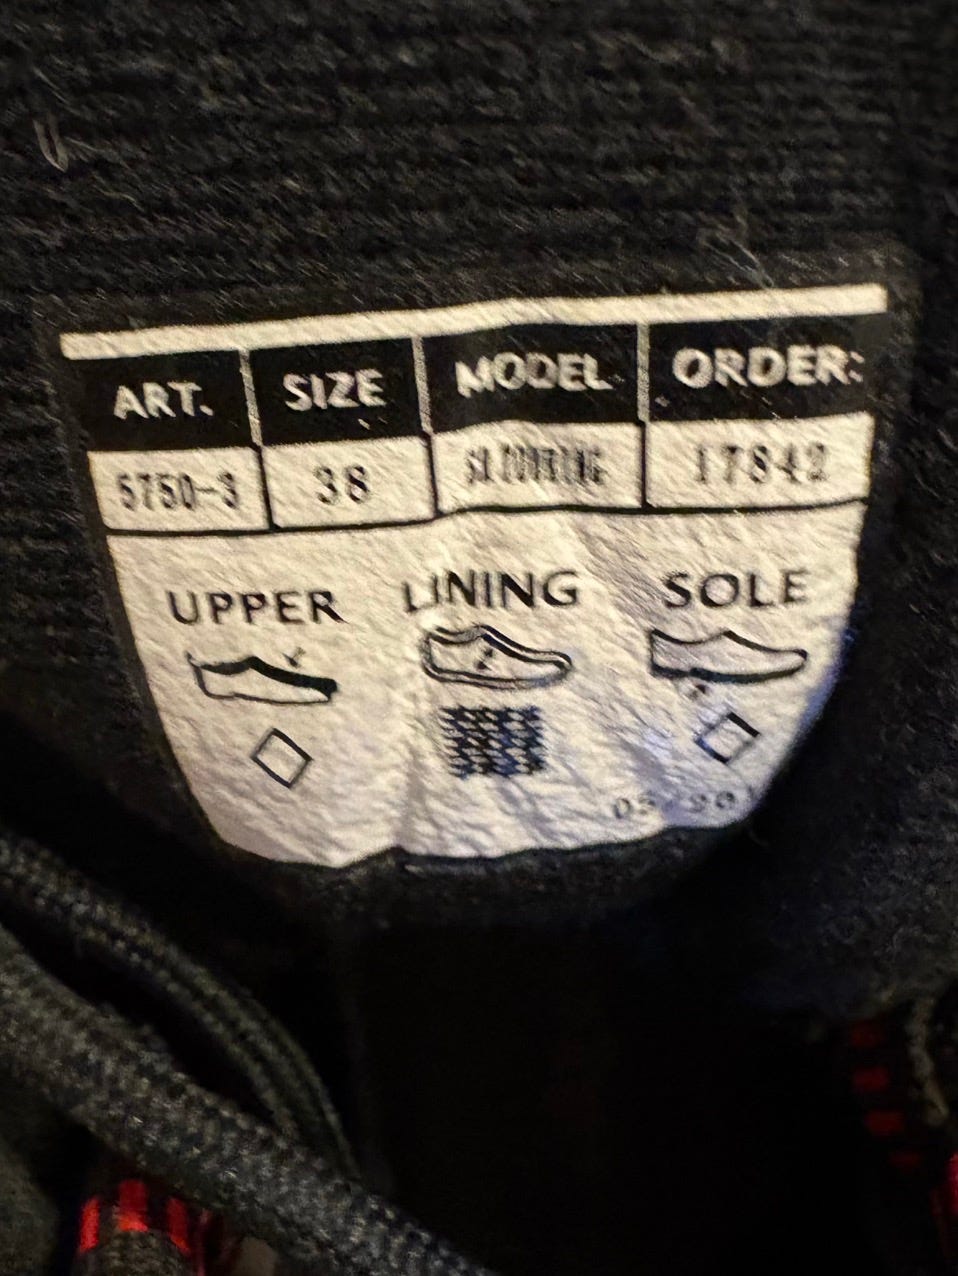 ART. SIZE MODEL ORDER:
5750-3 38 17842
UPPER LINING SOLE